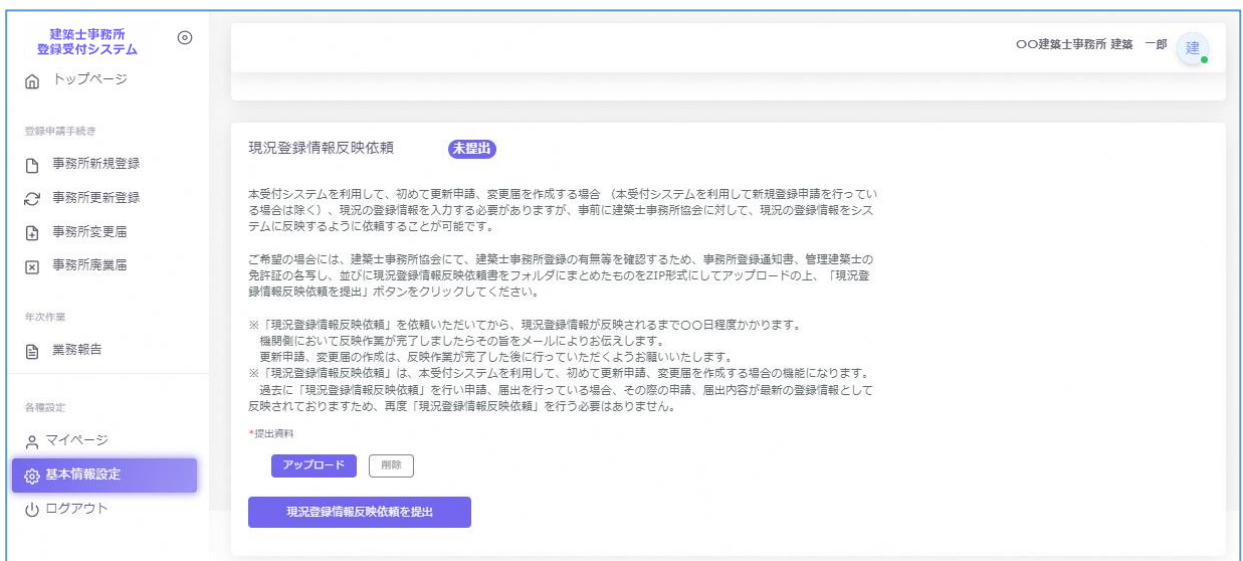 建築士事務所
登録受付システム
トップページ
登録申請手続き
事務所新規登録
事務所更新登録
事務所変更届
事務所廃業届
年次作業
業務報告
各種設定
マイページ
基本情報設定
ログアウト
〇〇建築士事務所 建築 一郎
建
現況登録情報反映依頼 未提出
本受付システムを利用して、初めて更新申請、変更届を作成する場合 （本受付システムを利用して新規登録申請を行ってい
る場合は除く）、現況の登録情報を入力する必要がありますが、事前に建築士事務所協会に対して、現況の登録情報をシス
テムに反映するように依頼することが可能です。
ご希望の場合には、建築士事務所協会にて、建築士事務所登録の有無等を確認するため、事務所登録通知書、管理建築士の
免許証の各写し、並びに現況登録情報反映依頼書をフォルダにまとめたものをZIP形式にしてアップロードの上、「現況登
録情報反映依頼を提出」ボタンをクリックしてください。
※「現況登録情報反映依頼」を依頼いただいてから、現況登録情報が反映されるまで〇〇日程度かかります。
機関側において反映作業が完了しましたらその旨をメールによりお伝えします。
更新申請、変更届の作成は、反映作業が完了した後に行っていただくようお願いいたします。
※「現況登録情報反映依頼」は、本受付システムを利用して、初めて更新申請、変更届を作成する場合の機能になります。
過去に「現況登録情報反映依頼」を行い申請、届出を行っている場合、その際の申請、届出内容が最新の登録情報として
反映されておりますため、再度「現況登録情報反映依頼」を行う必要はありません。
*提出資料
アップロード 削除
現況登録情報反映依頼を提出